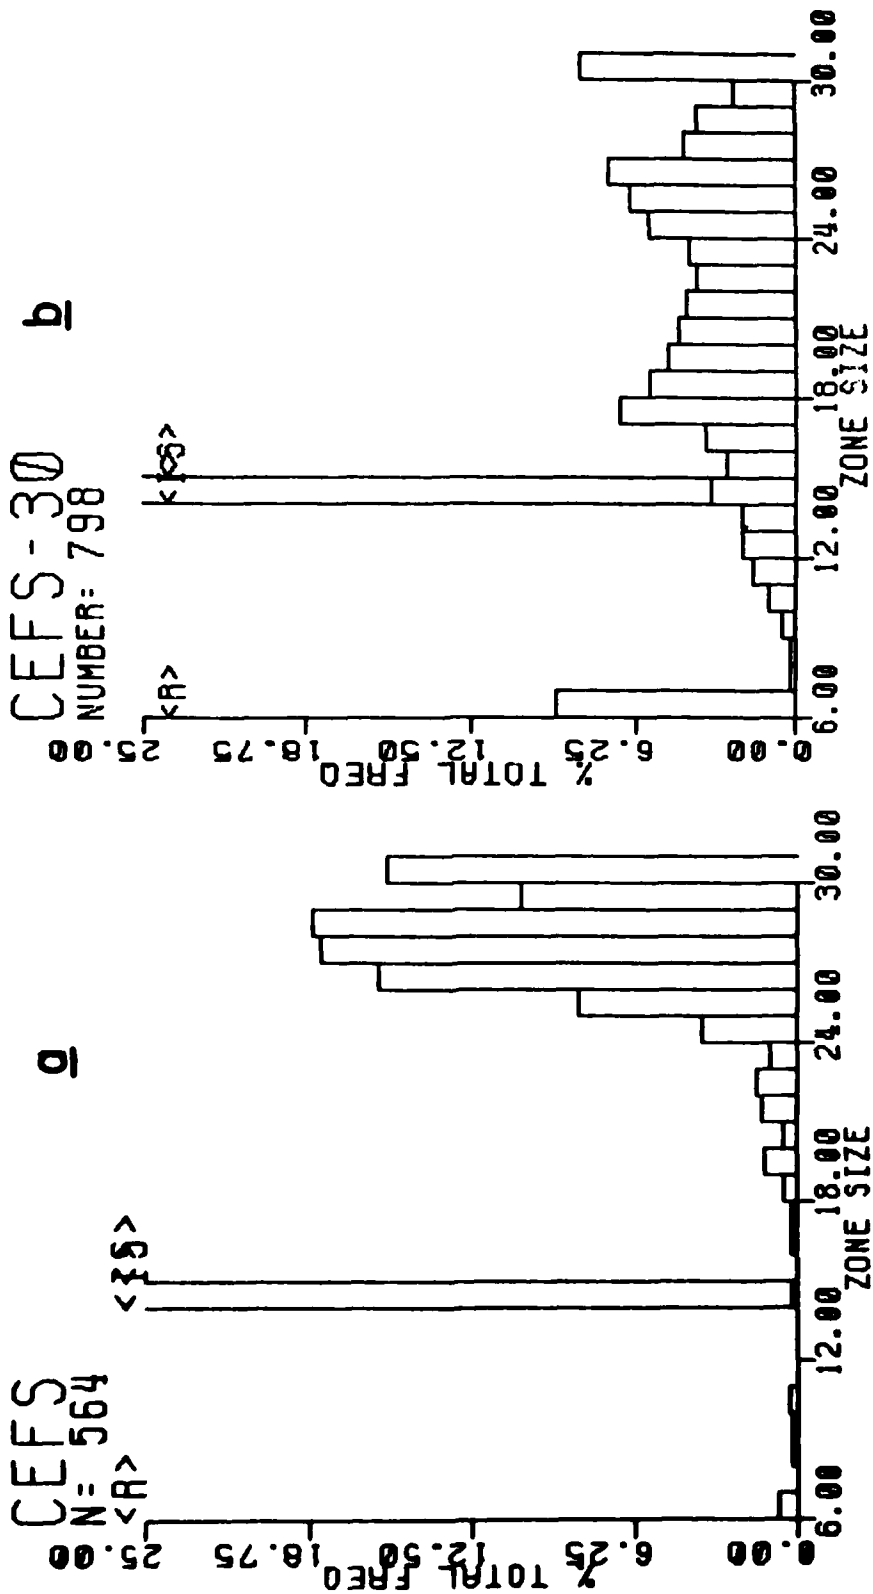 a
CEFS
N= 564
<R>
< I <S>
25.00
18.75
12.50
6.25
0.00
% TOTAL FREQ
6.00
12.00
18.00
24.00
30.00
ZONE SIZE
b
CEFS-30
NUMBER= 798
<R>
< I <S>
25.00
18.75
12.50
6.25
0.00
% TOTAL FREQ
6.00
12.00
18.00
24.00
30.00
ZONE SIZE